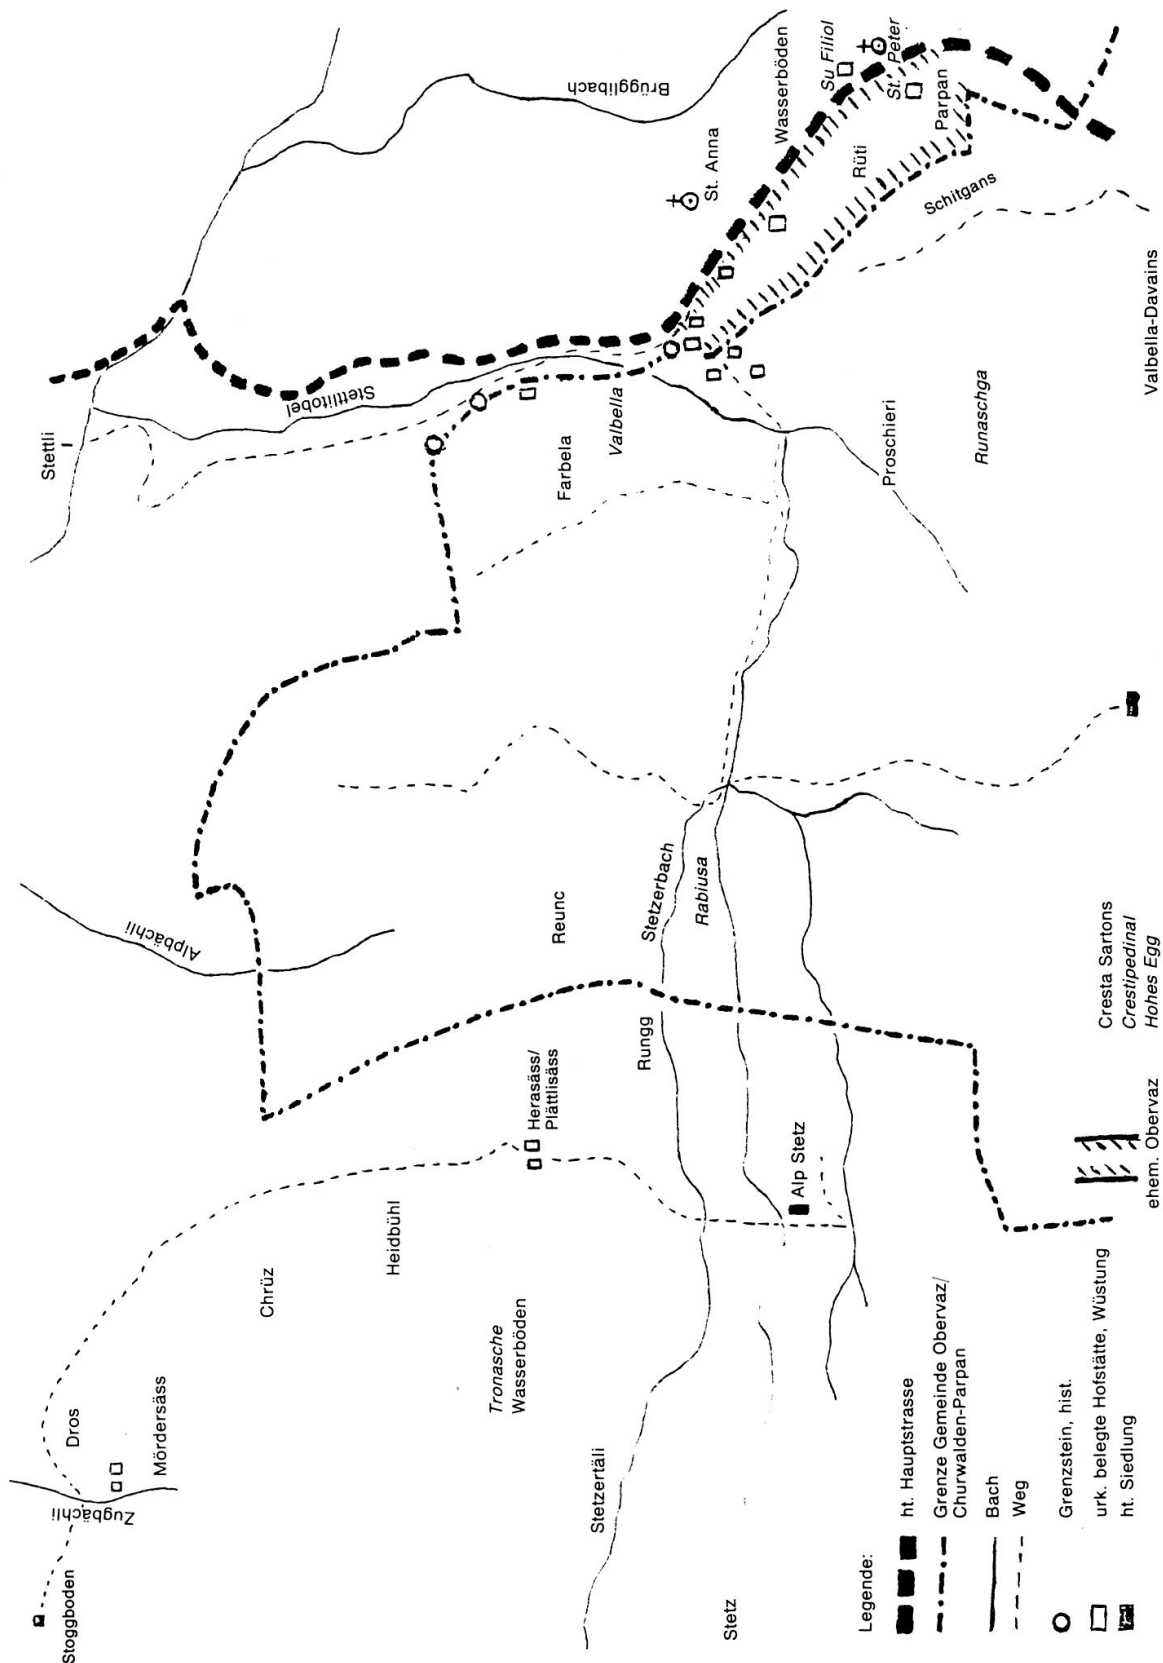 Stoggboden
Zugbächli
Dros
Mördersäss
Chrüz
Heidbühl
Tronasche
Wasserböden
Stetzertäli
Stetz
Herasäss/
Plättlisäss
Alpbächli
Reunc
Rungg
Stetzerbach
Rabiusa
Alp Stetz
Stettli
Stettlitobel
Farbela
Valbella
Proschieri
Runaschga
Brügglibach
St. Anna
Wasserböden
Su Filiol
St. Peter
Parpan
Rüti
Schitgans
Valbella-Davains
Cresta Sartons
Crestipedinal
Hohes Egg
Legende:
ht. Hauptstrasse
Grenze Gemeinde Obervaz/
Churwalden-Parpan
Bach
Weg
Grenzstein, hist.
urk. belegte Hofstätte, Wüstung
ht. Siedlung
ehem. Obervaz